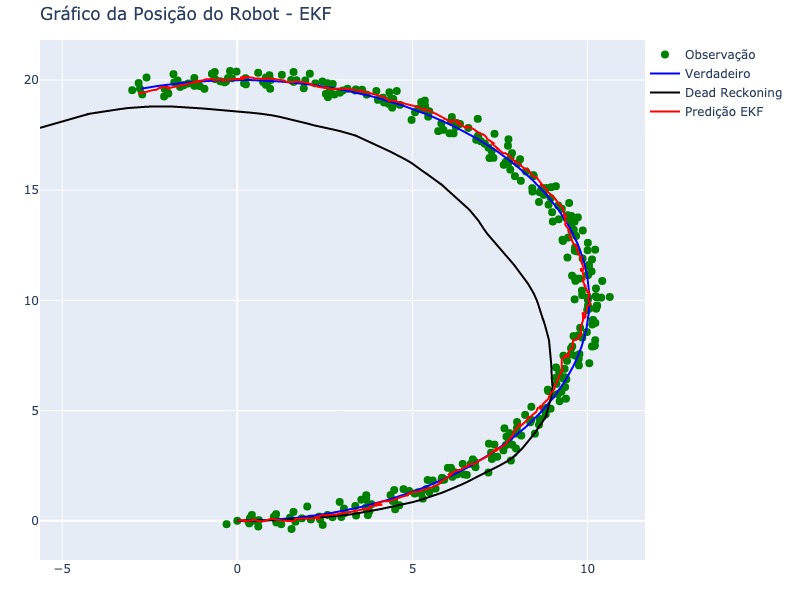 Gráfico da Posição do Robot - EKF
Observação
Verdadeiro
Dead Reckoning
Predição EKF
20
15
10
5
0
−5
0
5
10